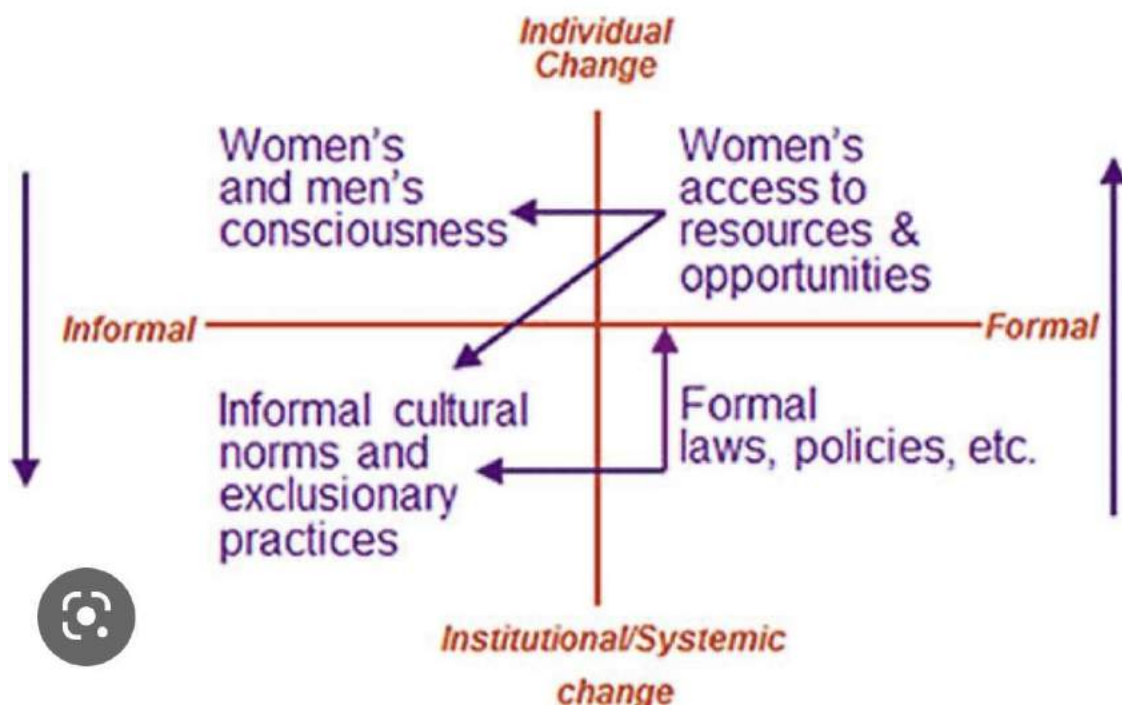 Individual
Change
Women's
and men's
consciousness
Women's
access to
resources &
opportunities
Informal
Formal
Informal cultural
norms and
exclusionary
practices
Formal
laws, policies, etc.
Institutional/Systemic
change